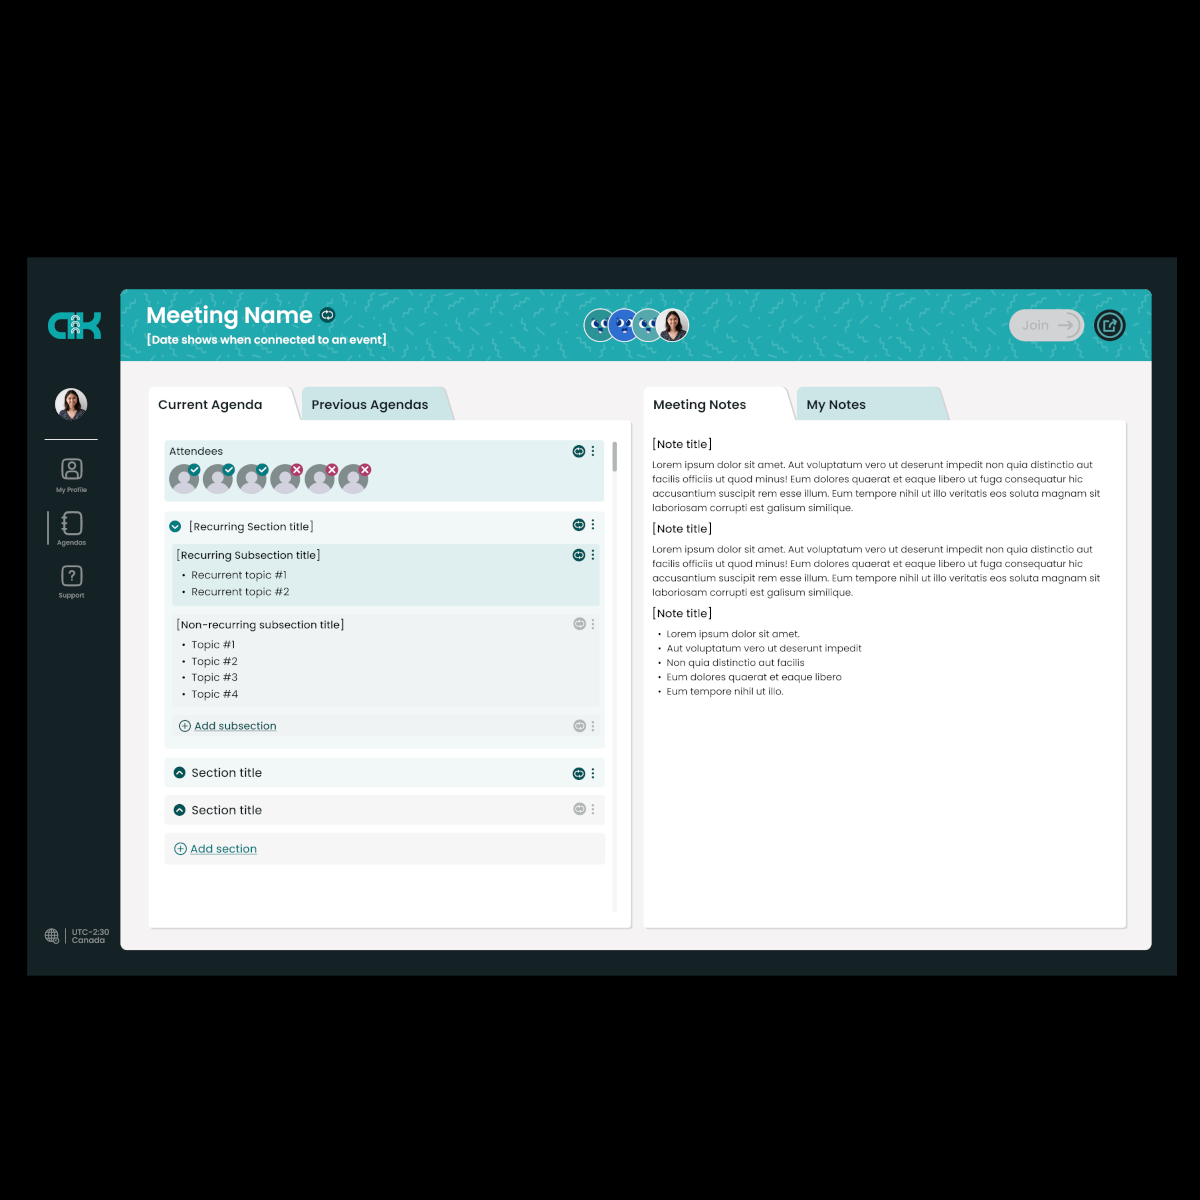 Meeting Name
[Date shows when connected to an event]
Join
My Profile
Agendas
?
Support
UTC-2:30
Canada
Current Agenda
Previous Agendas
Attendees
[Recurring Section title]
[Recurring Subsection title]
• Recurrent topic #1
• Recurrent topic #2
[Non-recurring subsection title]
• Topic #1
• Topic #2
• Topic #3
• Topic #4
Add subsection
Section title
Section title
Add section
Meeting Notes
My Notes
[Note title]
Lorem ipsum dolor sit amet. Aut voluptatum vero ut deserunt impedit non quia distinctio aut
facilis officiis ut quod minus! Eum dolores quaerat et eaque libero ut fuga consequatur hic
accusantium suscipit rem esse illum. Eum tempore nihil ut illo veritatis eos soluta magnam sit
laboriosam corrupti est galisum similique.
[Note title]
Lorem ipsum dolor sit amet. Aut voluptatum vero ut deserunt impedit non quia distinctio aut
facilis officiis ut quod minus! Eum dolores quaerat et eaque libero ut fuga consequatur hic
accusantium suscipit rem esse illum. Eum tempore nihil ut illo veritatis eos soluta magnam sit
laboriosam corrupti est galisum similique.
[Note title]
• Lorem ipsum dolor sit amet.
• Aut voluptatum vero ut deserunt impedit
• Non quia distinctio aut facilis
• Eum dolores quaerat et eaque libero
• Eum tempore nihil ut illo.